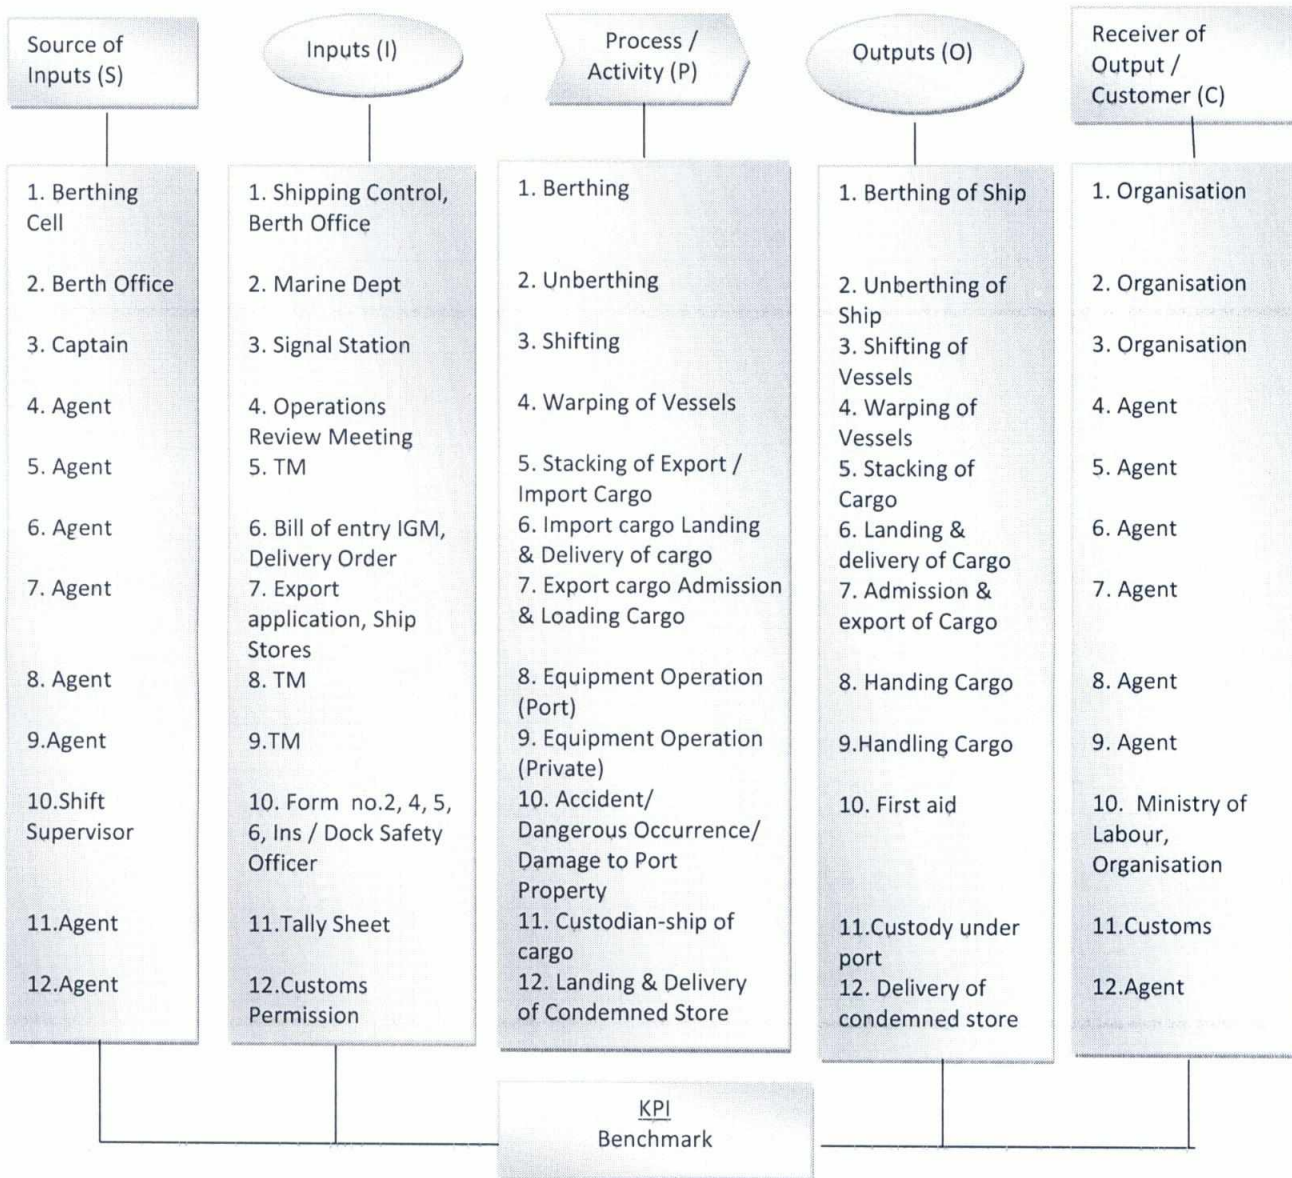 Source of
Inputs (S)
Inputs (I)
Process /
Activity (P)
Outputs (O)
Receiver of
Output /
Customer (C)
1. Berthing
Cell
2. Berth Office
3. Captain
4. Agent
5. Agent
6. Agent
7. Agent
8. Agent
9.Agent
10.Shift
Supervisor
11.Agent
12.Agent
1. Shipping Control,
Berth Office
2. Marine Dept
3. Signal Station
4. Operations
Review Meeting
5. TM
6. Bill of entry IGM,
Delivery Order
7. Export
application, Ship
Stores
8. TM
9.TM
10. Form no.2, 4, 5,
6, Ins / Dock Safety
Officer
11.Tally Sheet
12.Customs
Permission
1. Berthing
2. Unberthing
3. Shifting
4. Warping of Vessels
5. Stacking of Export /
Import Cargo
6. Import cargo Landing
& Delivery of cargo
7. Export cargo Admission
& Loading Cargo
8. Equipment Operation
(Port)
9. Equipment Operation
(Private)
10. Accident/
Dangerous Occurrence/
Damage to Port
Property
11. Custodian-ship of
cargo
12. Landing & Delivery
of Condemned Store
1. Berthing of Ship
2. Unberthing of
Ship
3. Shifting of
Vessels
4. Warping of
Vessels
5. Stacking of
Cargo
6. Landing &
delivery of Cargo
7. Admission &
export of Cargo
8. Handing Cargo
9.Handling Cargo
10. First aid
11.Custody under
port
12. Delivery of
condemned store
1. Organisation
2. Organisation
3. Organisation
4. Agent
5. Agent
6. Agent
7. Agent
8. Agent
9. Agent
10. Ministry of
Labour,
Organisation
11.Customs
12.Agent
KPI
Benchmark